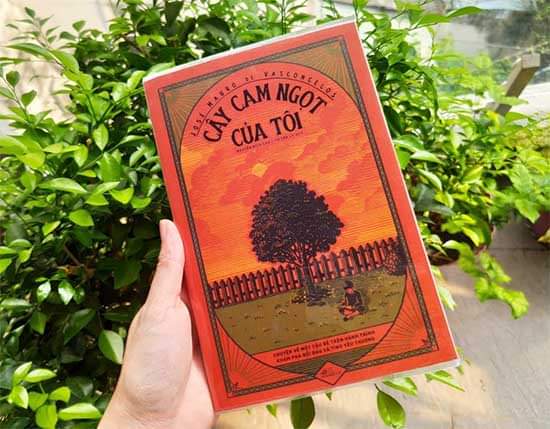 JOSÉ MAURO DE VASCONCELOS
CÂY CAM NGỌT
CỦA TÔI
CHUYỆN VỀ MỘT CẬU BÉ TRÊN HÀNH TRÌNH
KHÁM PHÁ NỖI ĐAU VÀ TÌNH YÊU THƯƠNG